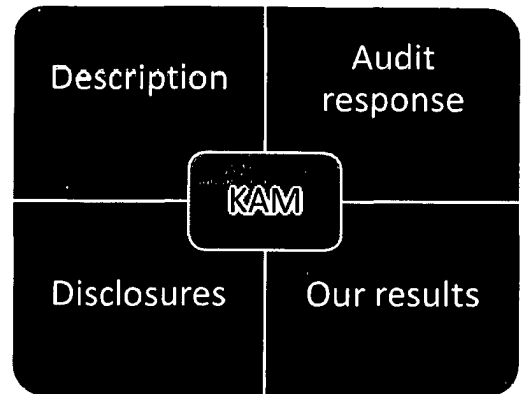 Description
Audit
response
KAM
Disclosures
Our results